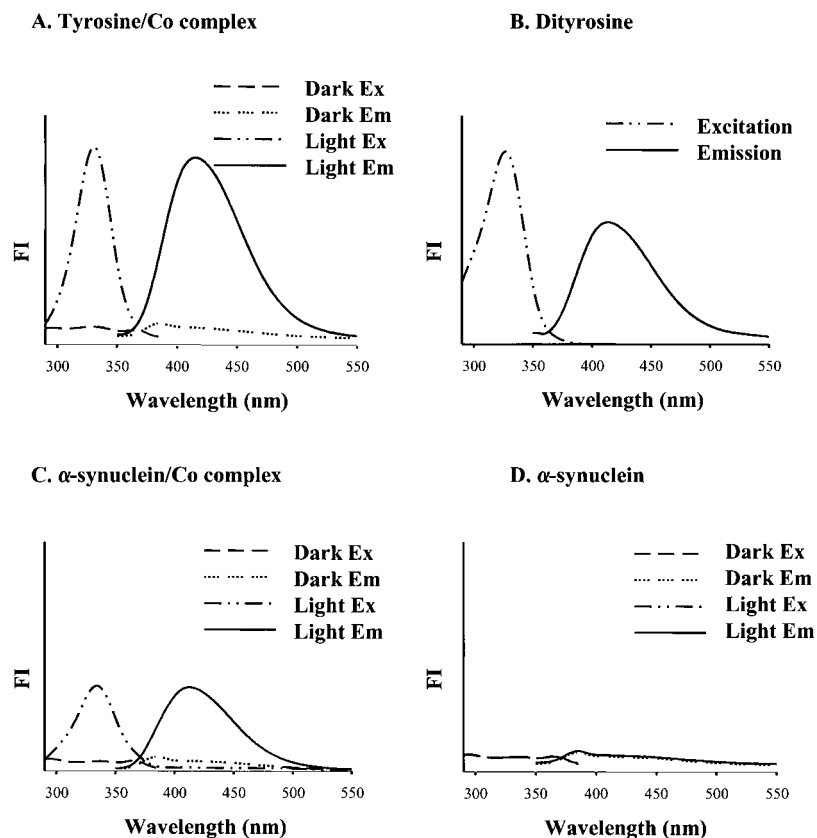 A. Tyrosine/Co complex
Dark Ex
Dark Em
Light Ex
Light Em
FI
300 350 400 450 500 550
Wavelength (nm)
B. Dityrosine
Excitation
Emission
FI
300 350 400 450 500 550
Wavelength (nm)
C. α-synuclein/Co complex
Dark Ex
Dark Em
Light Ex
Light Em
FI
300 350 400 450 500 550
Wavelength (nm)
D. α-synuclein
Dark Ex
Dark Em
Light Ex
Light Em
FI
300 350 400 450 500 550
Wavelength (nm)